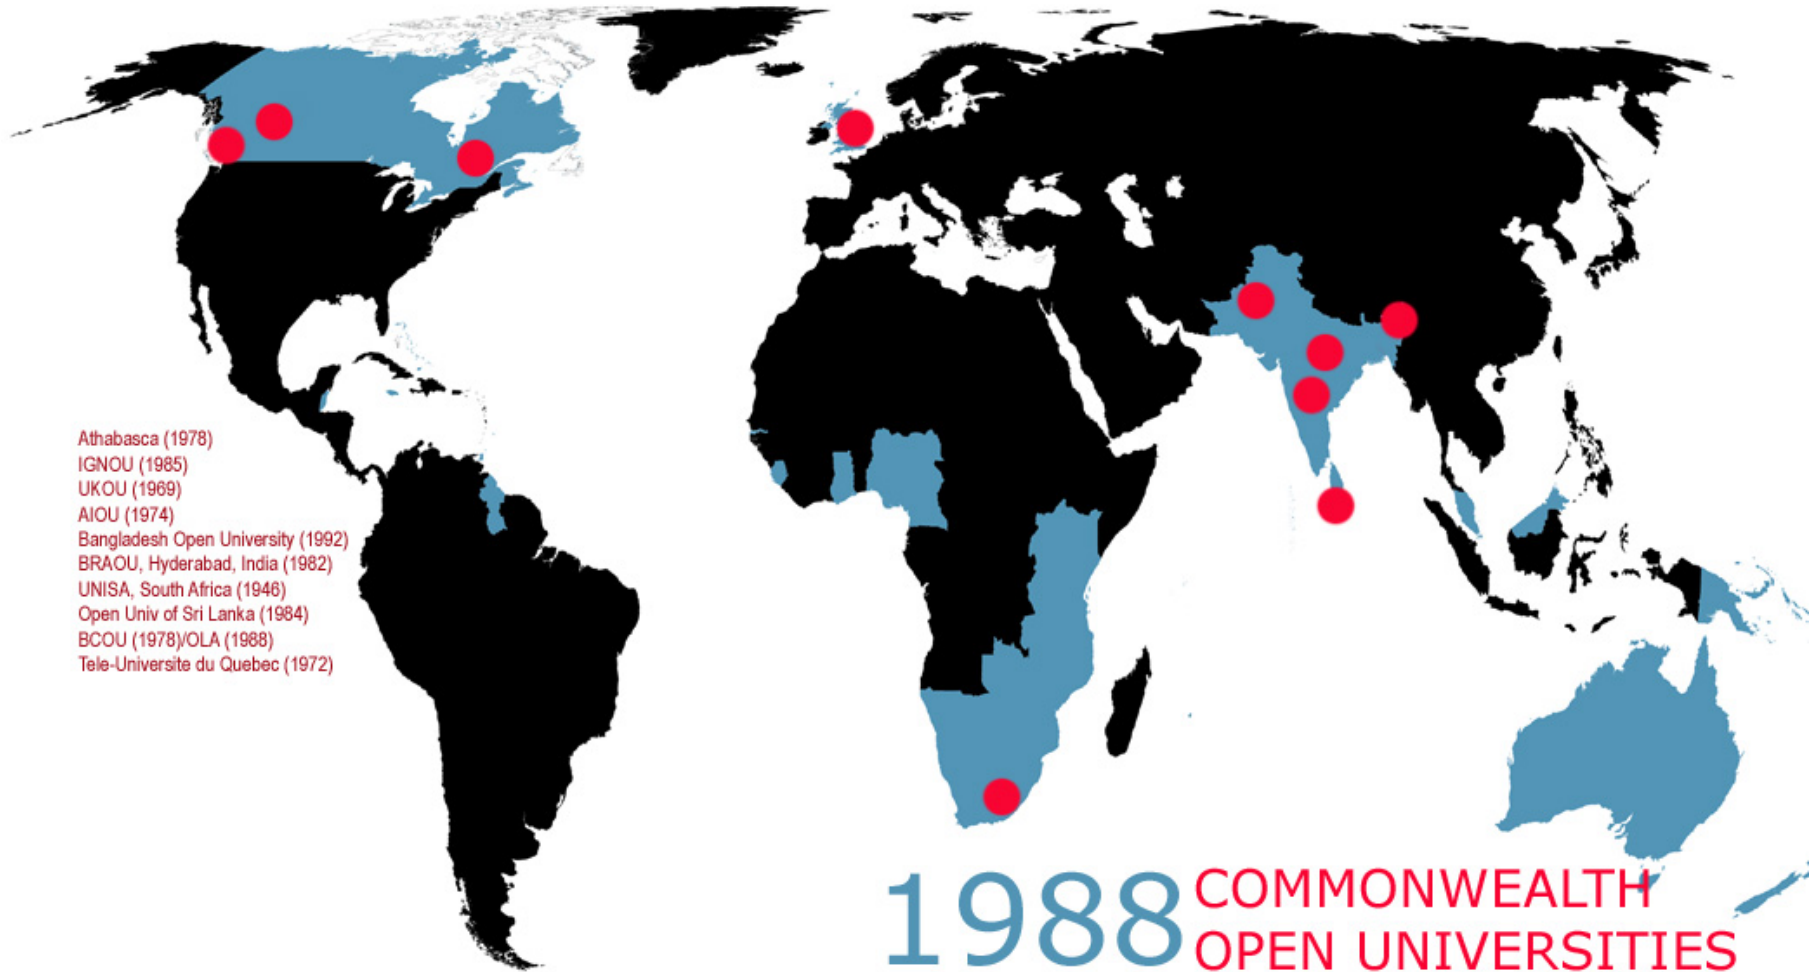 Athabasca (1978)
IGNOU (1985)
UKOU (1969)
AIOU (1974)
Bangladesh Open University (1992)
BRAOU, Hyderabad, India (1982)
UNISA, South Africa (1946)
Open Univ of Sri Lanka (1984)
BCOU (1978)/OLA (1988)
Tele-Universite du Quebec (1972)
1988 COMMONWEALTH
OPEN UNIVERSITIES